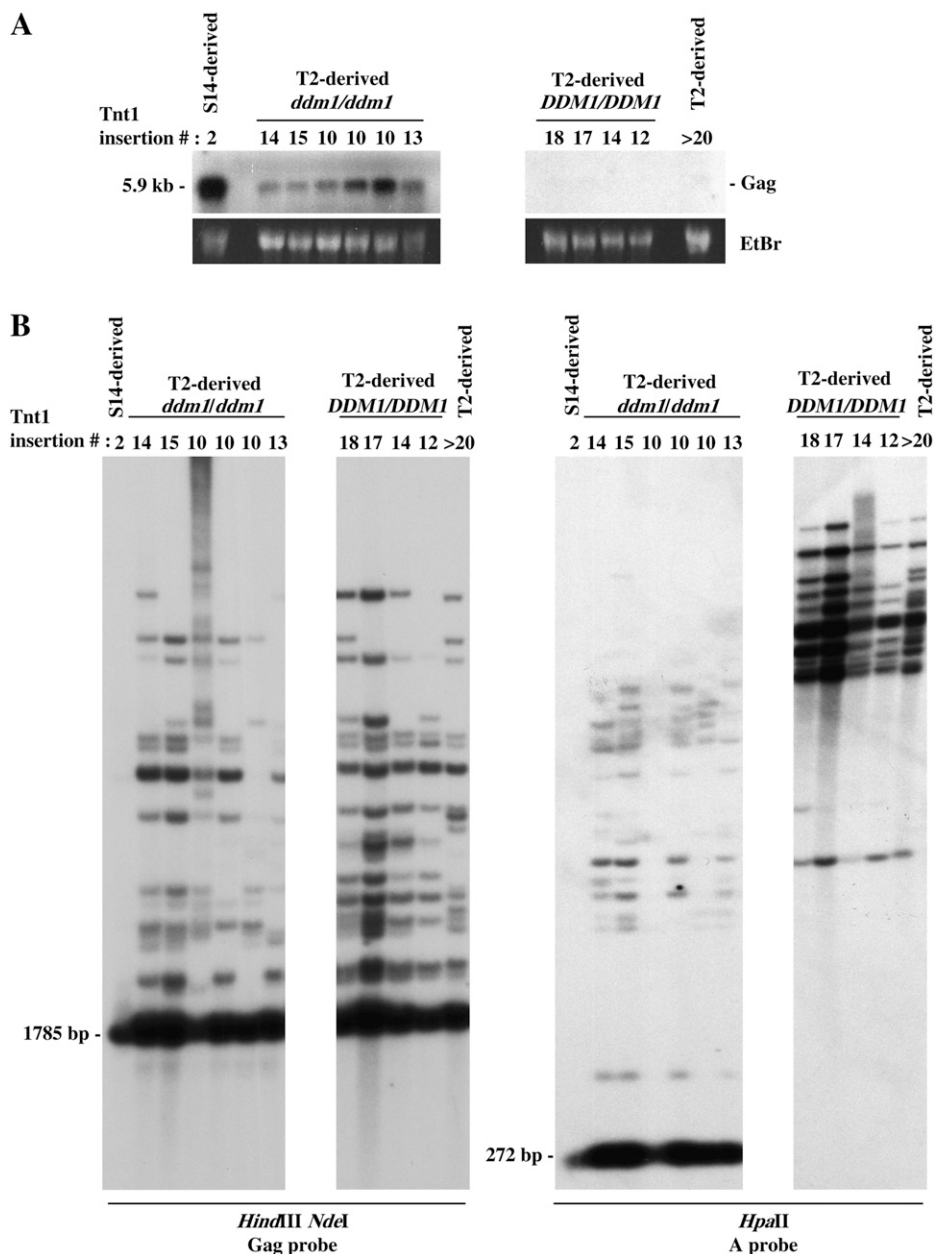 A
S14-derived
T2-derived
ddm1/ddm1
T2-derived
DDM1/DDM1
T2-derived
Tnt1
insertion # : 2 14 15 10 10 10 13 18 17 14 12 >20
5.9 kb -
- Gag
EtBr
B
S14-derived
T2-derived
ddm1/ddm1
T2-derived
DDM1/DDM1
T2-derived
S14-derived
T2-derived
ddm1/ddm1
T2-derived
DDM1/DDM1
T2-derived
Tnt1
insertion # : 2 14 15 10 10 10 13 18 17 14 12 >20 2 14 15 10 10 10 13 18 17 14 12 >20
1785 bp -
272 bp -
HindIII NdeI
Gag probe
HpaII
A probe